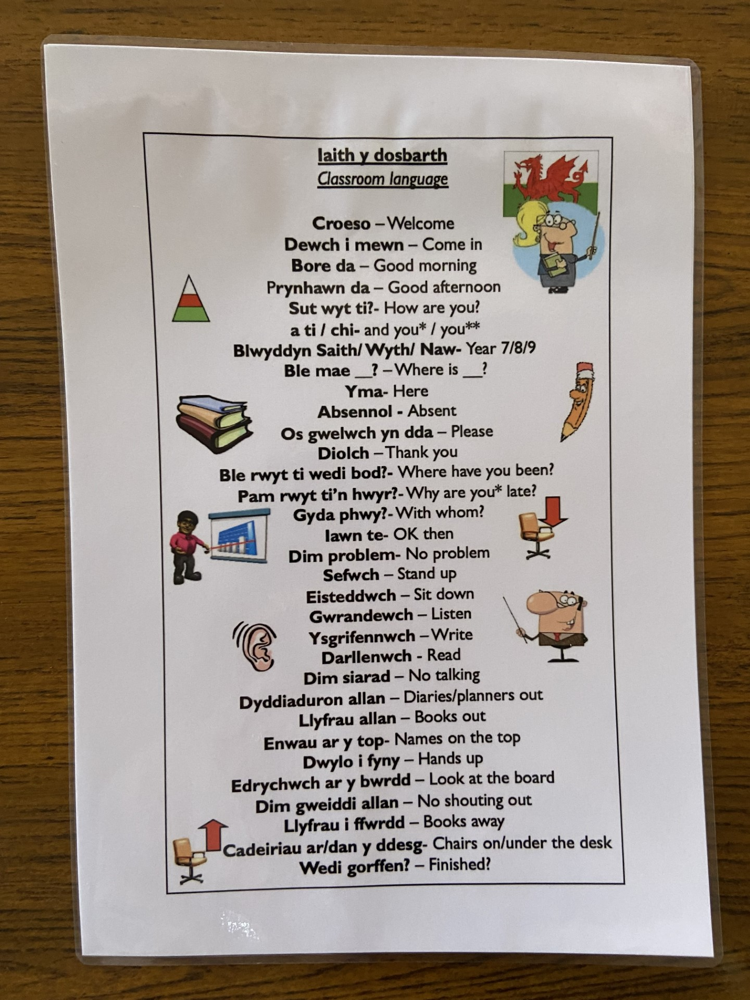 Iaith y dosbarth
Classroom language
Croeso – Welcome
Dewch i mewn – Come in
Bore da – Good morning
Prynhawn da – Good afternoon
Sut wyt ti?- How are you?
a ti / chi- and you* / you**
Blwyddyn Saith/ Wyth/ Naw- Year 7/8/9
Ble mae __? – Where is __?
Yma- Here
Absennol - Absent
Os gwelwch yn dda – Please
Diolch – Thank you
Ble rwyt ti wedi bod?- Where have you been?
Pam rwyt ti’n hwyr?- Why are you* late?
Gyda phwy?- With whom?
Iawn te- OK then
Dim problem- No problem
Sefwch – Stand up
Eisteddwch – Sit down
Gwrandewch – Listen
Ysgrifennwch – Write
Darllenwch - Read
Dim siarad – No talking
Dyddiaduron allan – Diaries/planners out
Llyfrau allan – Books out
Enwau ar y top- Names on the top
Dwylo i fyny – Hands up
Edrychwch ar y bwrdd – Look at the board
Dim gweiddi allan – No shouting out
Llyfrau i ffwrdd – Books away
Cadeiriau ar/dan y ddesg- Chairs on/under the desk
Wedi gorffen? – Finished?